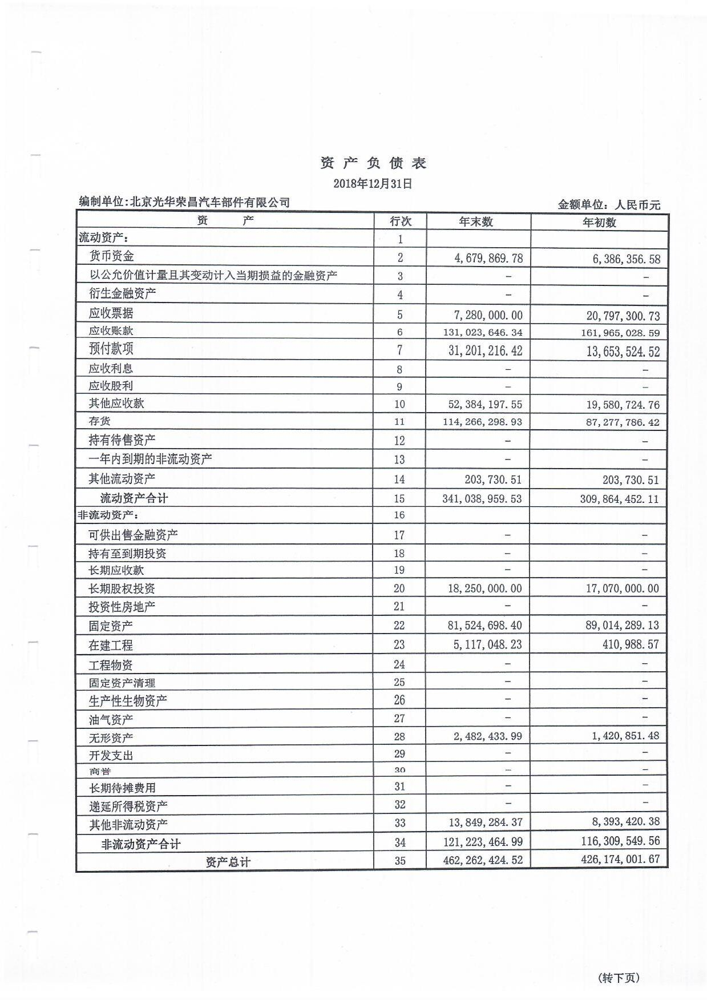 资 产 负 债 表
2018年12月31日
编制单位:北京光华荣昌汽车部件有限公司 金额单位：人民币元
资 产 行次 年末数 年初数
流动资产： 1
货币资金 2 4,679,869.78 6,386,356.58
以公允价值计量且其变动计入当期损益的金融资产 3 － －
衍生金融资产 4 － －
应收票据 5 7,280,000.00 20,797,300.73
应收账款 6 131,023,646.34 161,965,028.59
预付款项 7 31,201,216.42 13,653,524.52
应收利息 8 － －
应收股利 9 － －
其他应收款 10 52,384,197.55 19,580,724.76
存货 11 114,266,298.93 87,277,786.42
持有待售资产 12 － －
一年内到期的非流动资产 13 － －
其他流动资产 14 203,730.51 203,730.51
流动资产合计 15 341,038,959.53 309,864,452.11
非流动资产： 16
可供出售金融资产 17 － －
持有至到期投资 18 － －
长期应收款 19 － －
长期股权投资 20 18,250,000.00 17,070,000.00
投资性房地产 21 － －
固定资产 22 81,524,698.40 89,014,289.13
在建工程 23 5,117,048.23 410,988.57
工程物资 24 － －
固定资产清理 25 － －
生产性生物资产 26 － －
油气资产 27 － －
无形资产 28 2,482,433.99 1,420,851.48
开发支出 29 － －
商誉 30 － －
长期待摊费用 31 － －
递延所得税资产 32 － －
其他非流动资产 33 13,849,284.37 8,393,420.38
非流动资产合计 34 121,223,464.99 116,309,549.56
资产总计 35 462,262,424.52 426,174,001.67
(转下页)